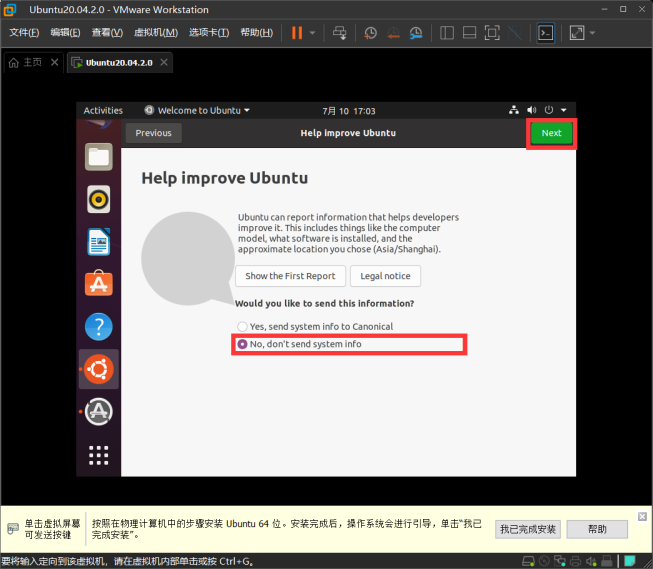 Ubuntu20.04.2.0 - VMware Workstation
文件(F) 编辑(E) 查看(V) 虚拟机(M) 选项卡(T) 帮助(H)
主页 Ubuntu20.04.2.0
Activities Welcome to Ubuntu 7月 10 17:03
Previous Help improve Ubuntu Next
Help improve Ubuntu
Ubuntu can report information that helps developers
improve it. This includes things like the computer
model, what software is installed, and the
approximate location you chose (Asia/Shanghai).
Show the First Report Legal notice
Would you like to send this information?
Yes, send system info to Canonical
No, don't send system info
单击虚拟屏幕
可发送按键
按照在物理计算机中的步骤安装 Ubuntu 64 位。安装完成后，操作系统会进行引导，单击“我已
完成安装”。
我已完成安装 帮助
要将输入定向到该虚拟机，请在虚拟机内部单击或按 Ctrl+G。